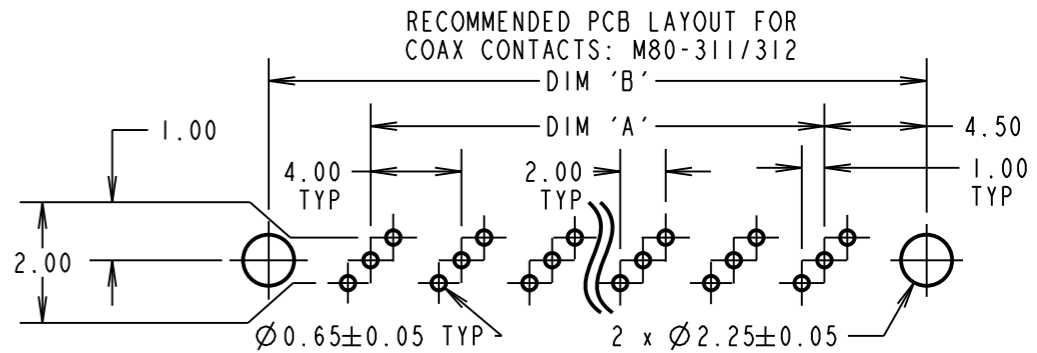 RECOMMENDED PCB LAYOUT FOR
COAX CONTACTS: M80-311/312
DIM 'B'
1.00
DIM 'A'
4.50
4.00
TYP
2.00
TYP
1.00
TYP
2.00
Ø0.65±0.05 TYP
2 x Ø2.25±0.05